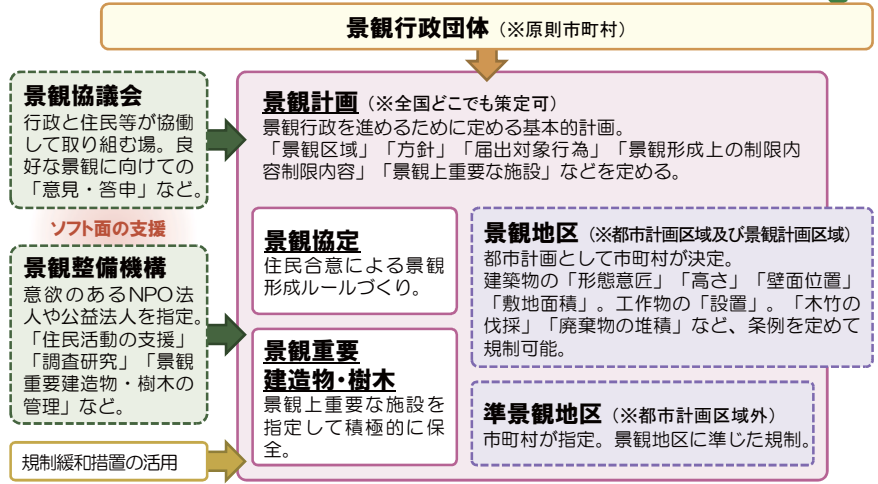 景観行政団体（※原則市町村）
景観協議会
行政と住民等が協働
して取り組む場。良
好な景観に向けての
「意見・答申」など。
ソフト面の支援
景観整備機構
意欲のあるNPO法
人や公益法人を指定。
「住民活動の支援」
「調査研究」「景観
重要建造物・樹木の
管理」など。
規制緩和措置の活用
景観計画（※全国どこでも策定可）
景観行政を進めるために定める基本的計画。
「景観区域」「方針」「届出対象行為」「景観形成上の制限内
容制限内容」「景観上重要な施設」などを定める。
景観協定
住民合意による景観
形成ルールづくり。
景観重要
建造物・樹木
景観上重要な施設を
指定して積極的に保
全。
景観地区（※都市計画区域及び景観計画区域）
都市計画として市町村が決定。
建築物の「形態意匠」「高さ」「壁面位置」
「敷地面積」。工作物の「設置」。「木竹の
伐採」「廃棄物の堆積」など、条例を定めて
規制可能。
準景観地区（※都市計画区域外）
市町村が指定。景観地区に準じた規制。